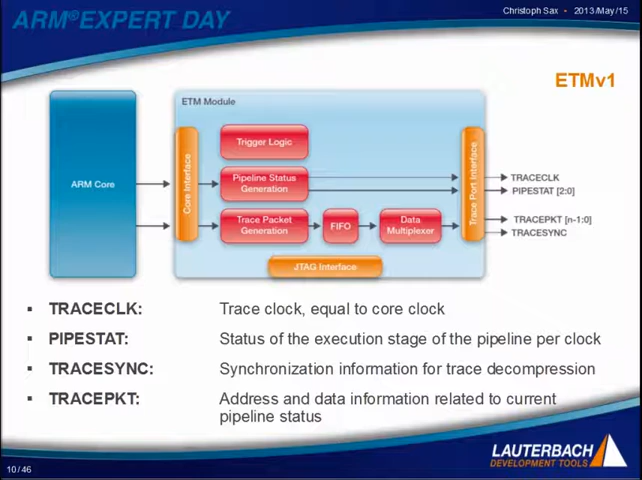 ARM®EXPERT DAY
Christoph Sax - 2013/May/15
ETMv1
ETM Module
ARM Core
Core Interface
Trigger Logic
Pipeline Status
Generation
Trace Packet
Generation
FIFO
Data
Multiplexer
Trace Port Interface
JTAG Interface
TRACECLK
PIPESTAT [2:0]
TRACEPKT [n-1:0]
TRACESYNC
▪ TRACECLK: Trace clock, equal to core clock
▪ PIPESTAT: Status of the execution stage of the pipeline per clock
▪ TRACESYNC: Synchronization information for trace decompression
▪ TRACEPKT: Address and data information related to current
pipeline status
10/46
LAUTERBACH
DEVELOPMENT TOOLS